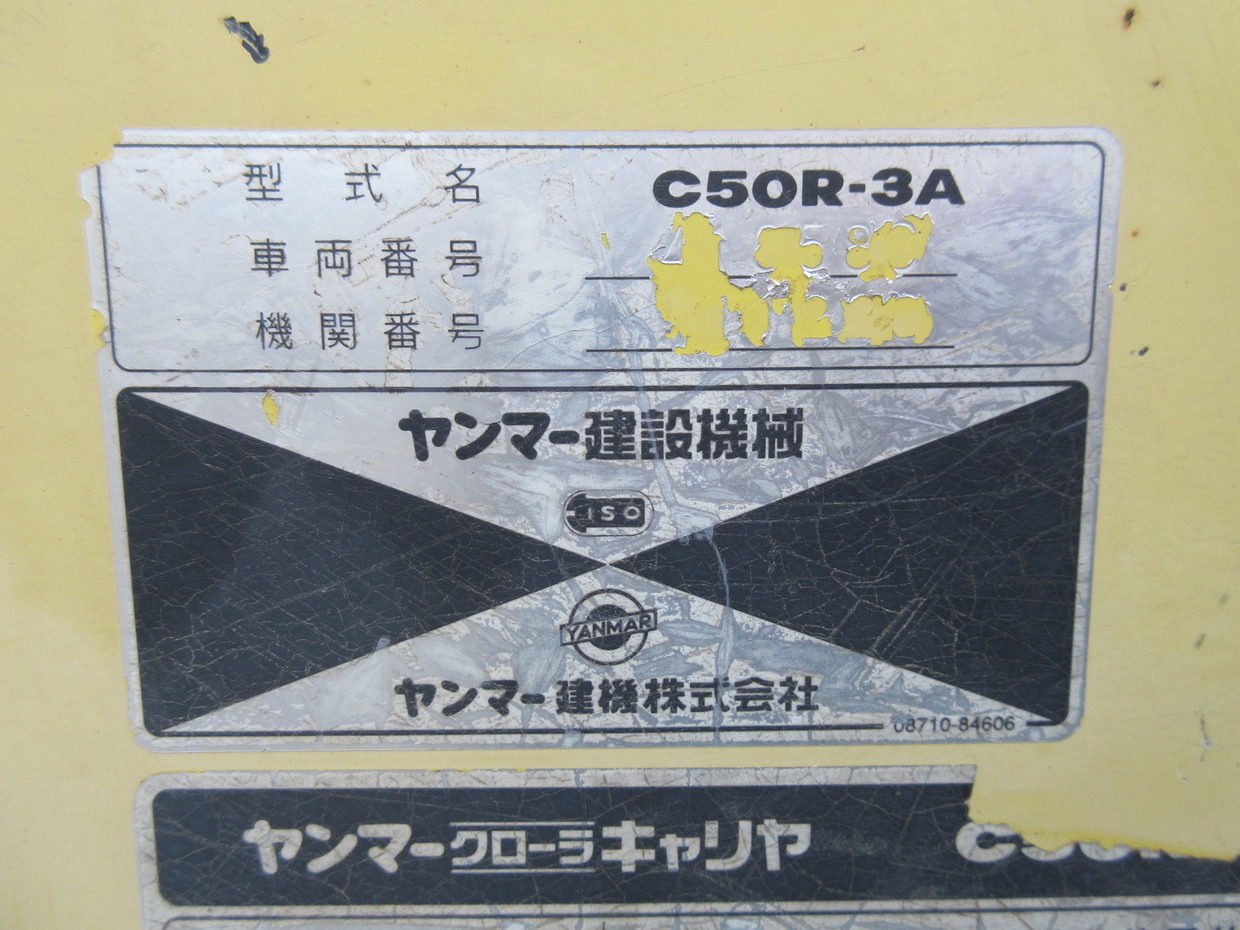 型式名 C50R-3A
車両番号
機関番号
ヤンマー建設機械
ISO
YANMAR
ヤンマー建機株式会社
08710-84606
ヤンマークローラキャリヤ